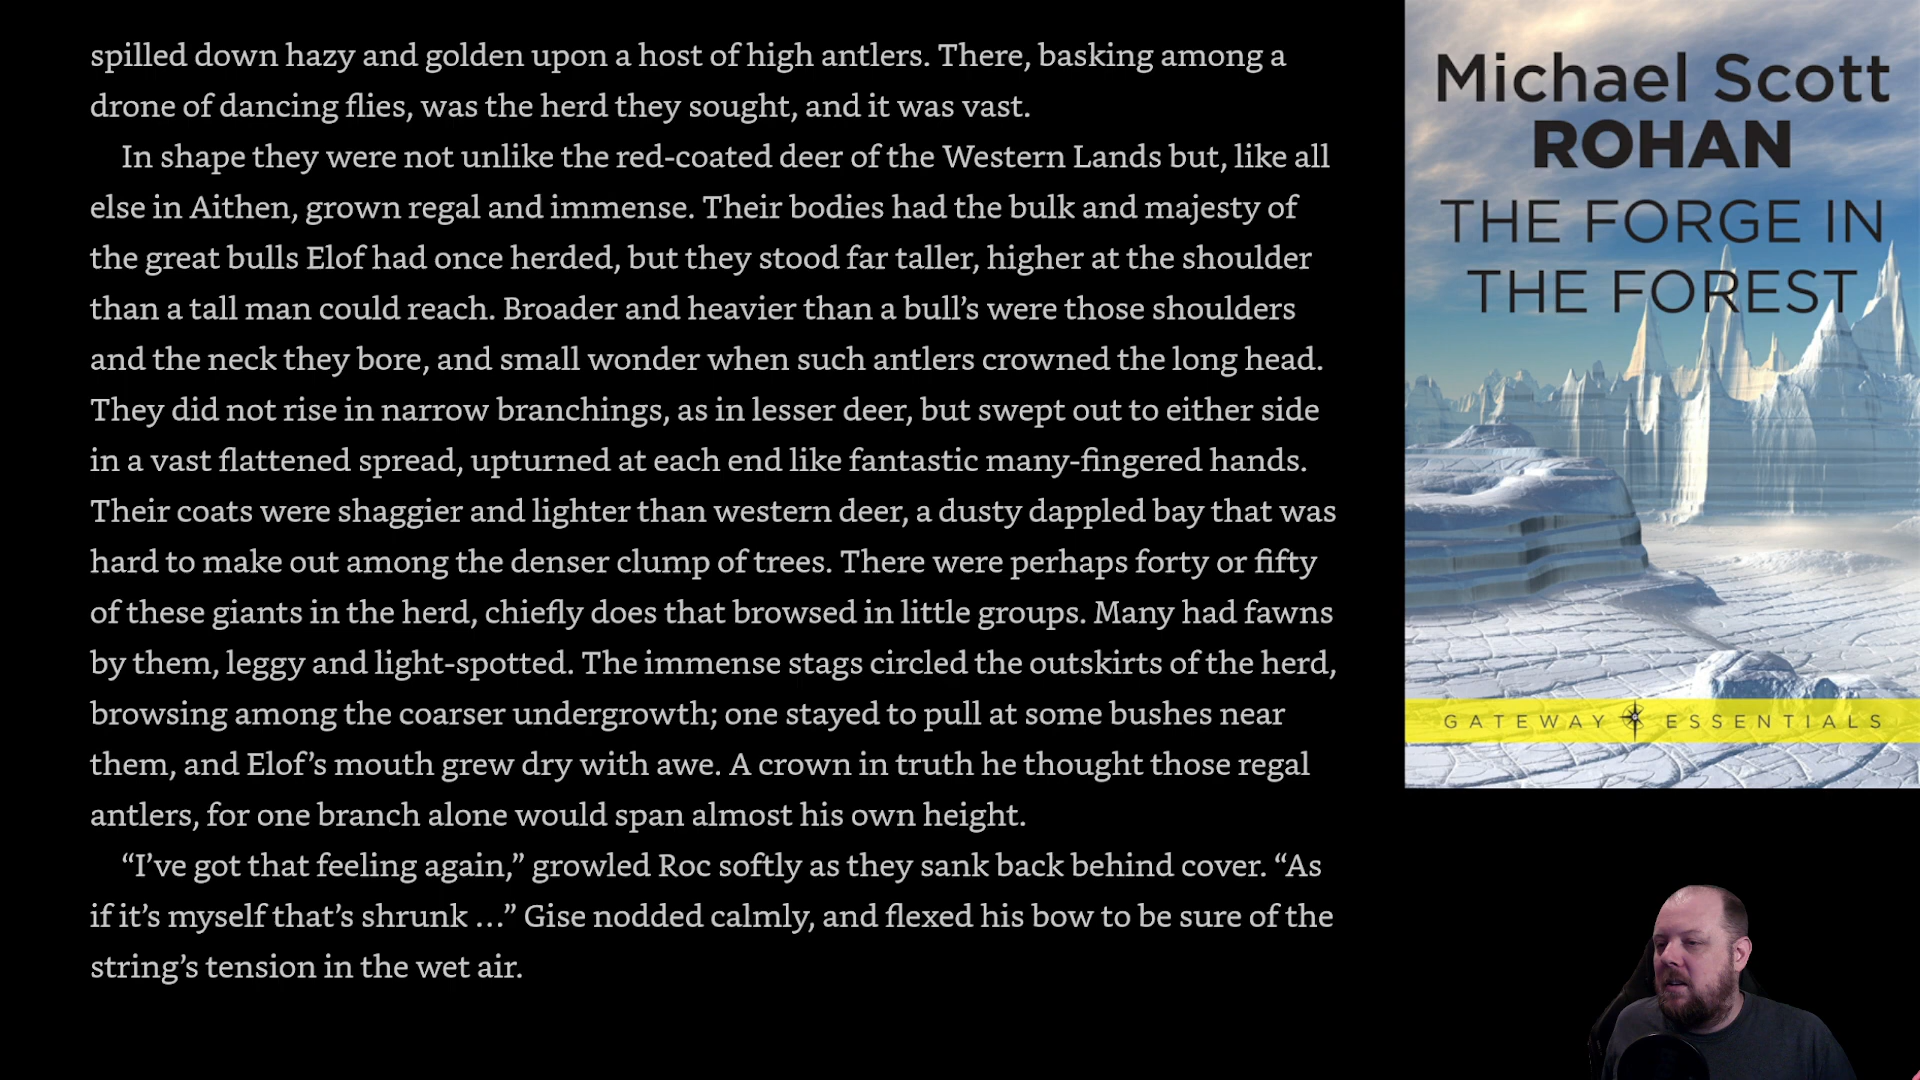 spilled down hazy and golden upon a host of high antlers. There, basking among a
drone of dancing flies, was the herd they sought, and it was vast.
In shape they were not unlike the red-coated deer of the Western Lands but, like all
else in Aithen, grown regal and immense. Their bodies had the bulk and majesty of
the great bulls Elof had once herded, but they stood far taller, higher at the shoulder
than a tall man could reach. Broader and heavier than a bull’s were those shoulders
and the neck they bore, and small wonder when such antlers crowned the long head.
They did not rise in narrow branchings, as in lesser deer, but swept out to either side
in a vast flattened spread, upturned at each end like fantastic many-fingered hands.
Their coats were shaggier and lighter than western deer, a dusty dappled bay that was
hard to make out among the denser clump of trees. There were perhaps forty or fifty
of these giants in the herd, chiefly does that browsed in little groups. Many had fawns
by them, leggy and light-spotted. The immense stags circled the outskirts of the herd,
browsing among the coarser undergrowth; one stayed to pull at some bushes near
them, and Elof’s mouth grew dry with awe. A crown in truth he thought those regal
antlers, for one branch alone would span almost his own height.
“I’ve got that feeling again,” growled Roc softly as they sank back behind cover. “As
if it’s myself that’s shrunk …” Gise nodded calmly, and flexed his bow to be sure of the
string’s tension in the wet air.
Michael Scott
ROHAN
THE FORGE IN
THE FOREST
GATEWAY ESSENTIALS